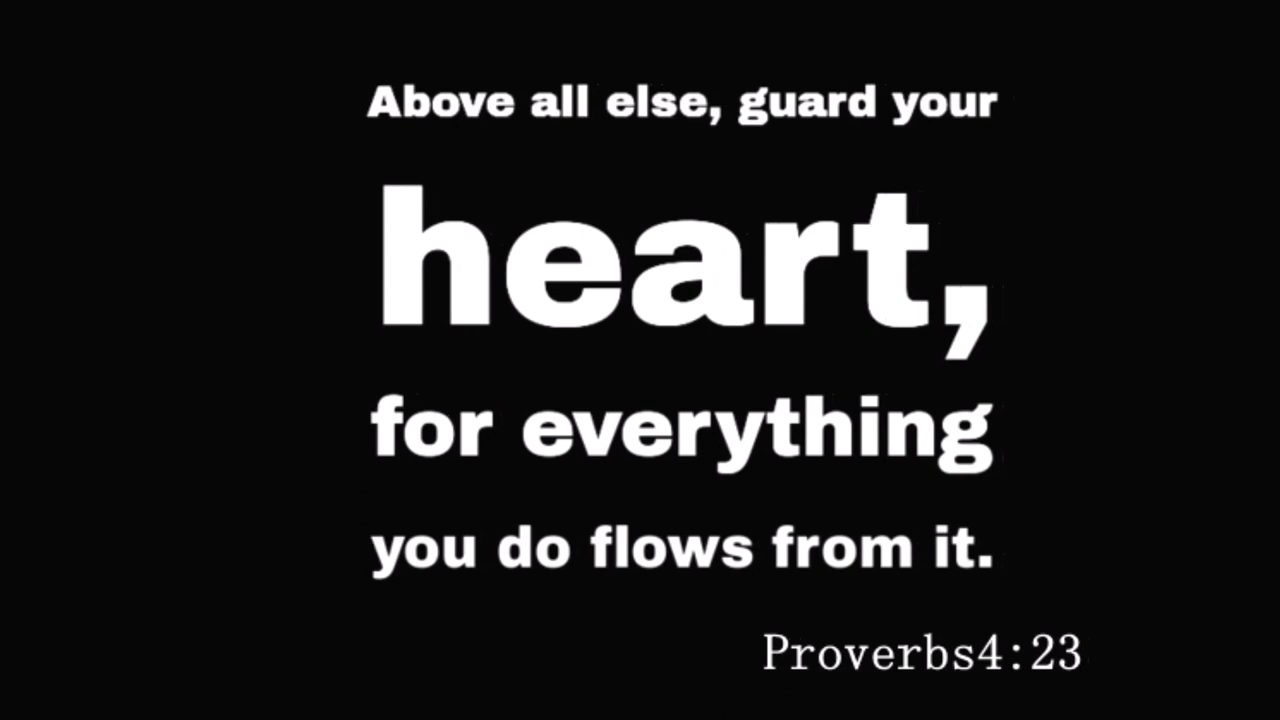 Above all else, guard your
heart,
for everything
you do flows from it.
Proverbs4:23